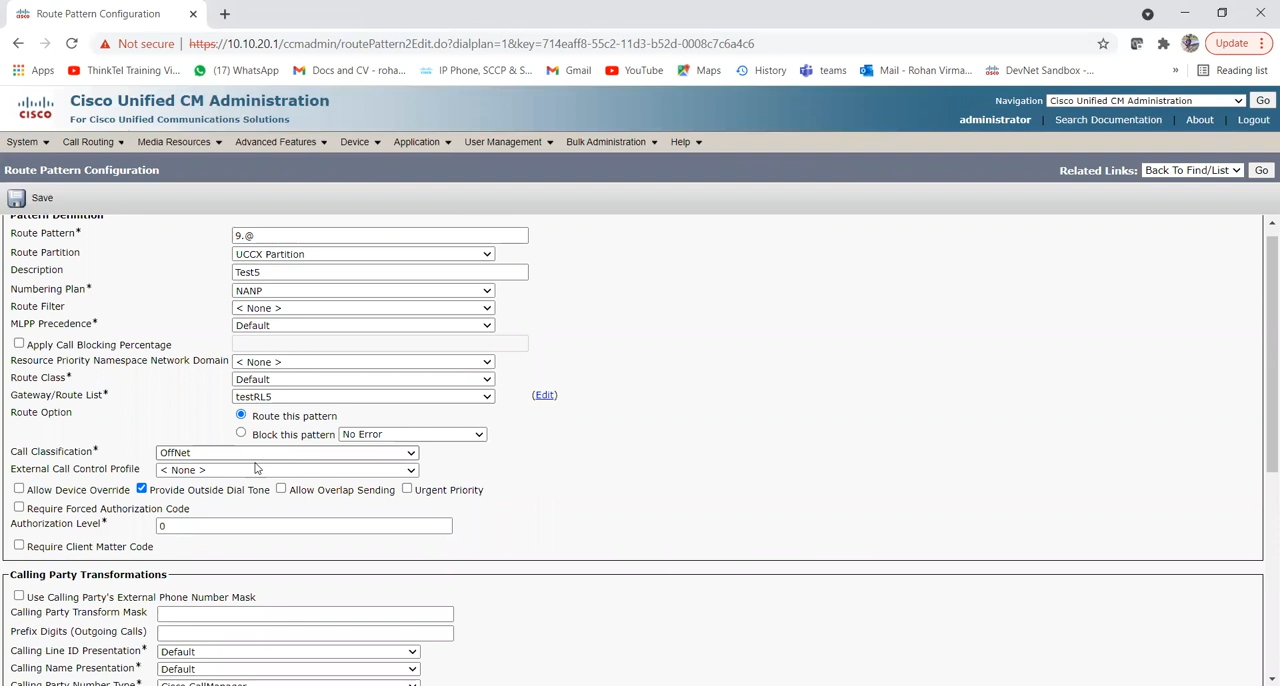 Route Pattern Configuration
Not secure https://10.10.20.1/ccmadmin/routePattern2Edit.do?dialplan=1&key=714eaff8-55c2-11d3-b52d-0008c7c6a4c6 Update
Apps ThinkTel Training Vi... (17) WhatsApp Docs and CV - roha... IP Phone, SCCP & S... Gmail YouTube Maps History teams Mail - Rohan Virma... DevNet Sandbox -... » Reading list
Cisco Unified CM Administration
For Cisco Unified Communications Solutions
CISCO
Navigation Cisco Unified CM Administration Go
administrator | Search Documentation | About | Logout
System Call Routing Media Resources Advanced Features Device Application User Management Bulk Administration Help
Route Pattern Configuration Related Links: Back To Find/List Go
Save
Pattern Definition
Route Pattern* 9.@
Route Partition UCCX Partition
Description Test5
Numbering Plan* NANP
Route Filter < None >
MLPP Precedence* Default
Apply Call Blocking Percentage
Resource Priority Namespace Network Domain < None >
Route Class* Default
Gateway/Route List* testRL5 (Edit)
Route Option Route this pattern
Block this pattern No Error
Call Classification* OffNet
External Call Control Profile < None >
Allow Device Override Provide Outside Dial Tone Allow Overlap Sending Urgent Priority
Require Forced Authorization Code
Authorization Level* 0
Require Client Matter Code
Calling Party Transformations
Use Calling Party's External Phone Number Mask
Calling Party Transform Mask
Prefix Digits (Outgoing Calls)
Calling Line ID Presentation* Default
Calling Name Presentation* Default
Calling Party Number Type* Cisco CallManager